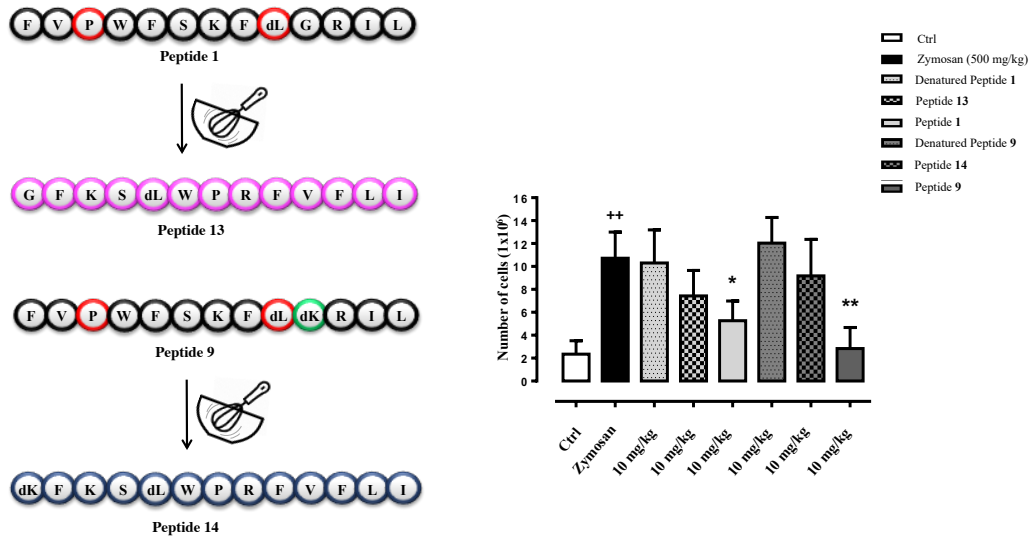 F V P W F S K F dL G R I L
Peptide 1
G F K S dL W P R F V F L I
Peptide 13
F V P W F S K F dL dK R I L
Peptide 9
dK F K S dL W P R F V F L I
Peptide 14
Ctrl
Zymosan (500 mg/kg)
Denatured Peptide 1
Peptide 13
Peptide 1
Denatured Peptide 9
Peptide 14
Peptide 9
Number of cells (1x10⁶)
16
14
12
10
8
6
4
2
0
++
*
**
Ctrl
Zymosan
10 mg/kg
10 mg/kg
10 mg/kg
10 mg/kg
10 mg/kg
10 mg/kg